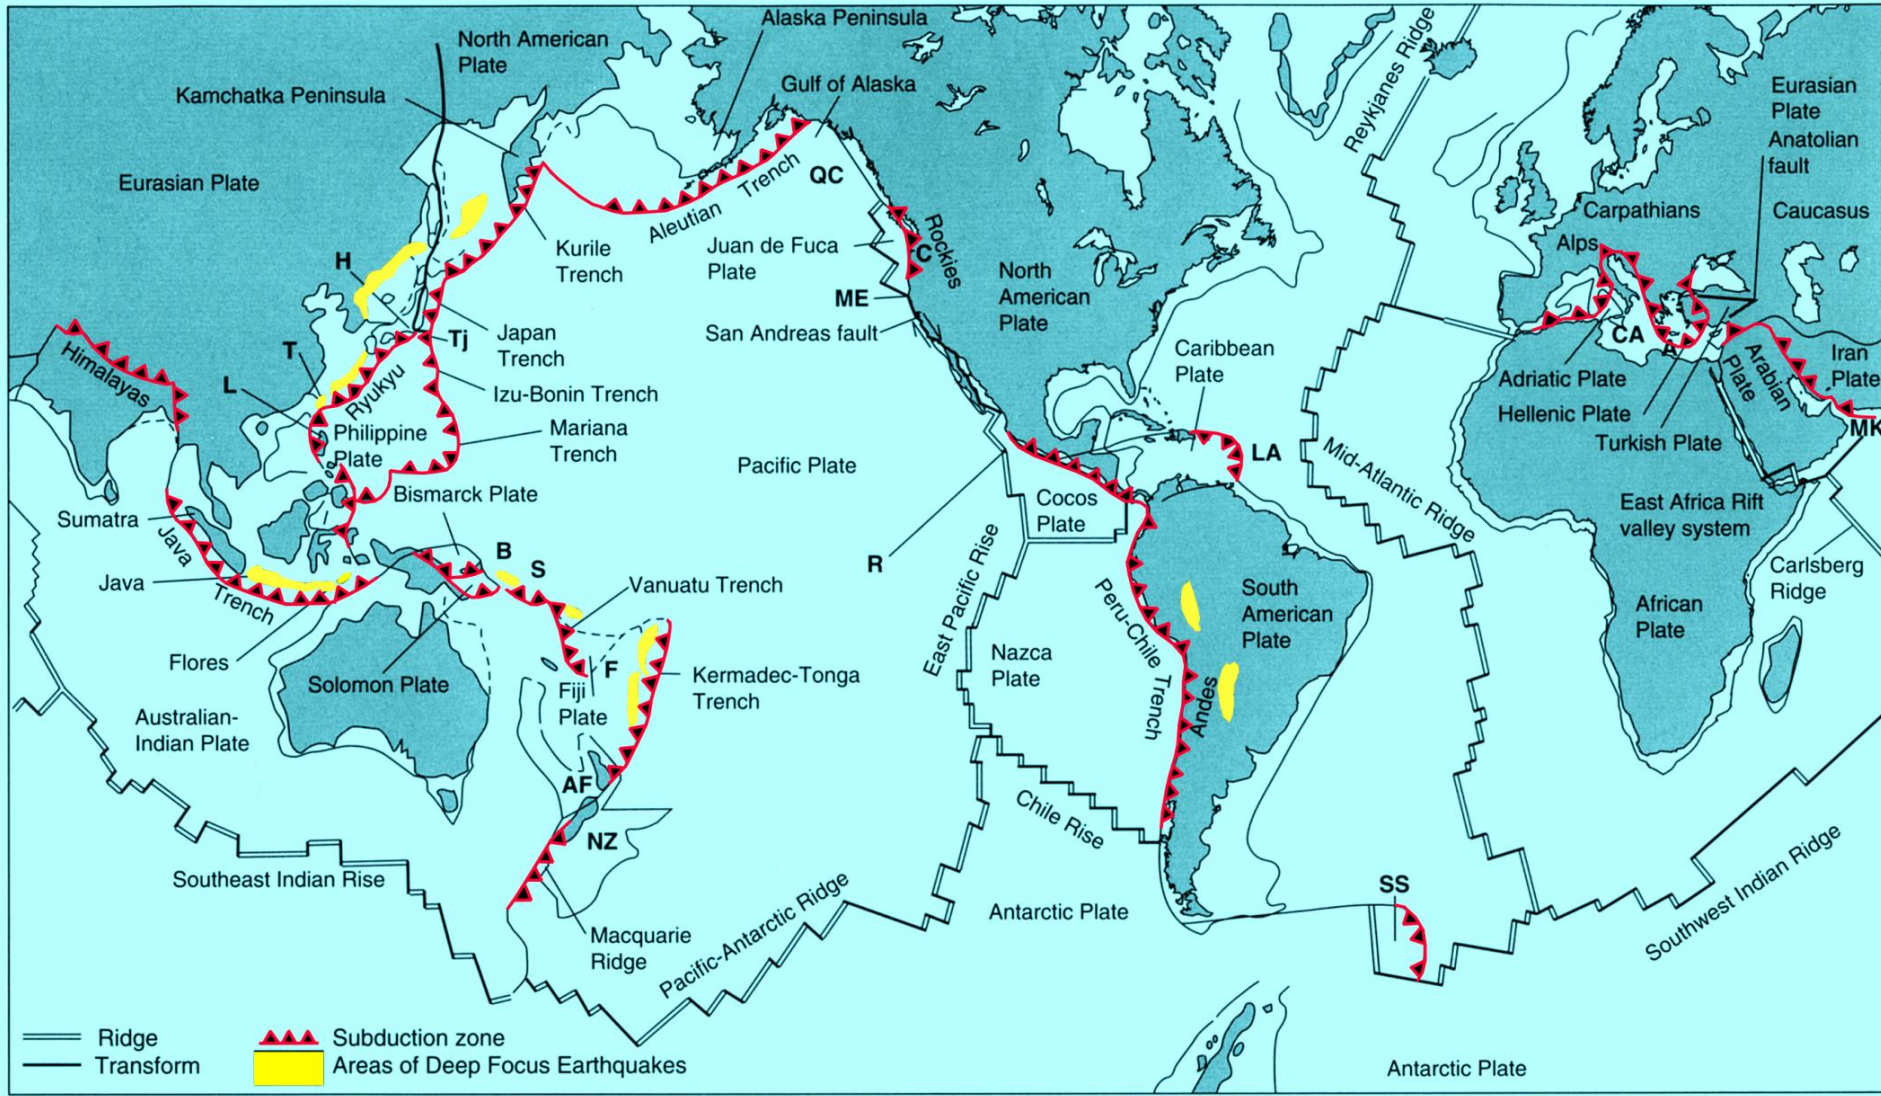 Alaska Peninsula
North American
Plate
Kamchatka Peninsula
Gulf of Alaska
Reykjanes Ridge
Eurasian
Plate
Anatolian
fault
Eurasian Plate
QC
Aleutian Trench
Carpathians
Caucasus
Alps
Kurile
Trench
Juan de Fuca
Plate
Rockies
C
H
North
American
Plate
ME
San Andreas fault
Japan
Trench
Tj
CA
A
Himalayas
T
L
Ryukyu
Izu-Bonin Trench
Caribbean
Plate
Adriatic Plate
Arabian
Plate
Iran
Plate
Hellenic Plate
Turkish Plate
MK
Philippine
Plate
Mariana
Trench
Pacific Plate
LA
Mid-Atlantic Ridge
Bismarck Plate
Cocos
Plate
East Africa Rift
valley system
Sumatra
Java
Trench
Java
B
S
R
East Pacific Rise
Vanuatu Trench
Carlsberg
Ridge
Peru-Chile Trench
South
American
Plate
African
Plate
Flores
Solomon Plate
F
Fiji
Plate
Kermadec-Tonga
Trench
Nazca
Plate
Andes
Australian-
Indian Plate
AF
NZ
Chile Rise
Southeast Indian Rise
SS
Macquarie
Ridge
Pacific-Antarctic Ridge
Antarctic Plate
Southwest Indian Ridge
Ridge
Transform
Subduction zone
Areas of Deep Focus Earthquakes
Antarctic Plate